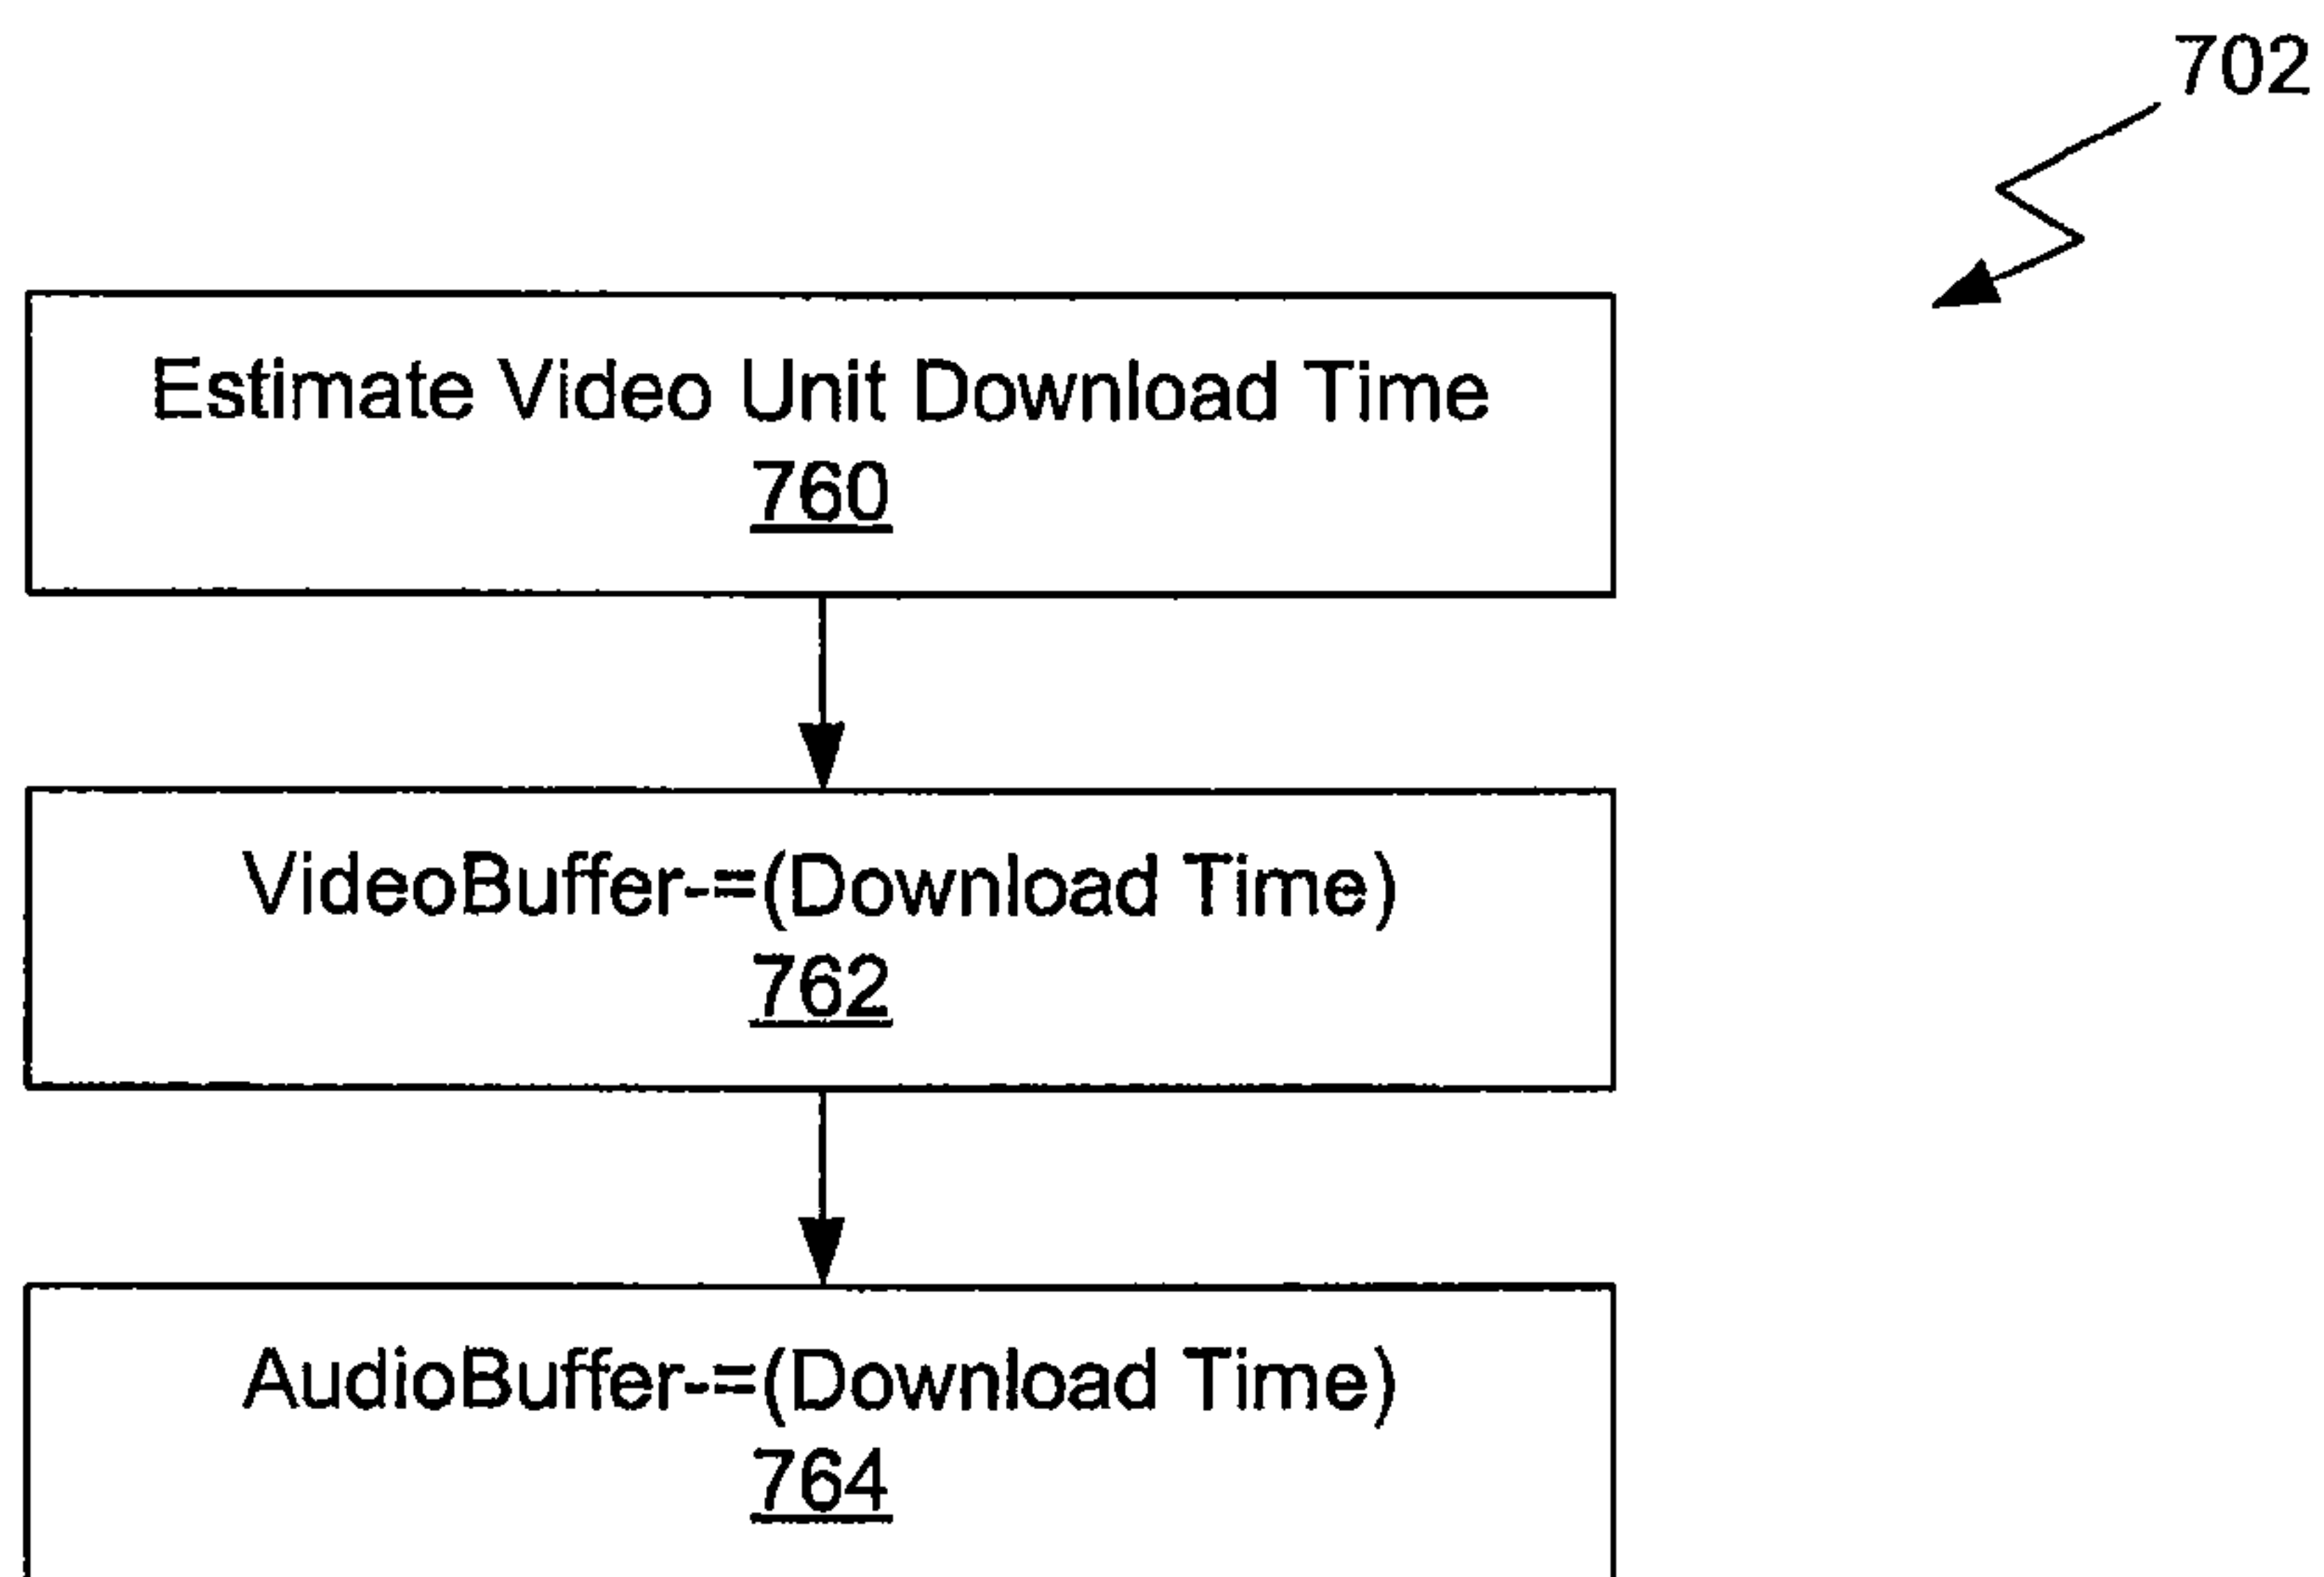 702
Estimate Video Unit Download Time
760
VideoBuffer-=(Download Time)
762
AudioBuffer-=(Download Time)
764